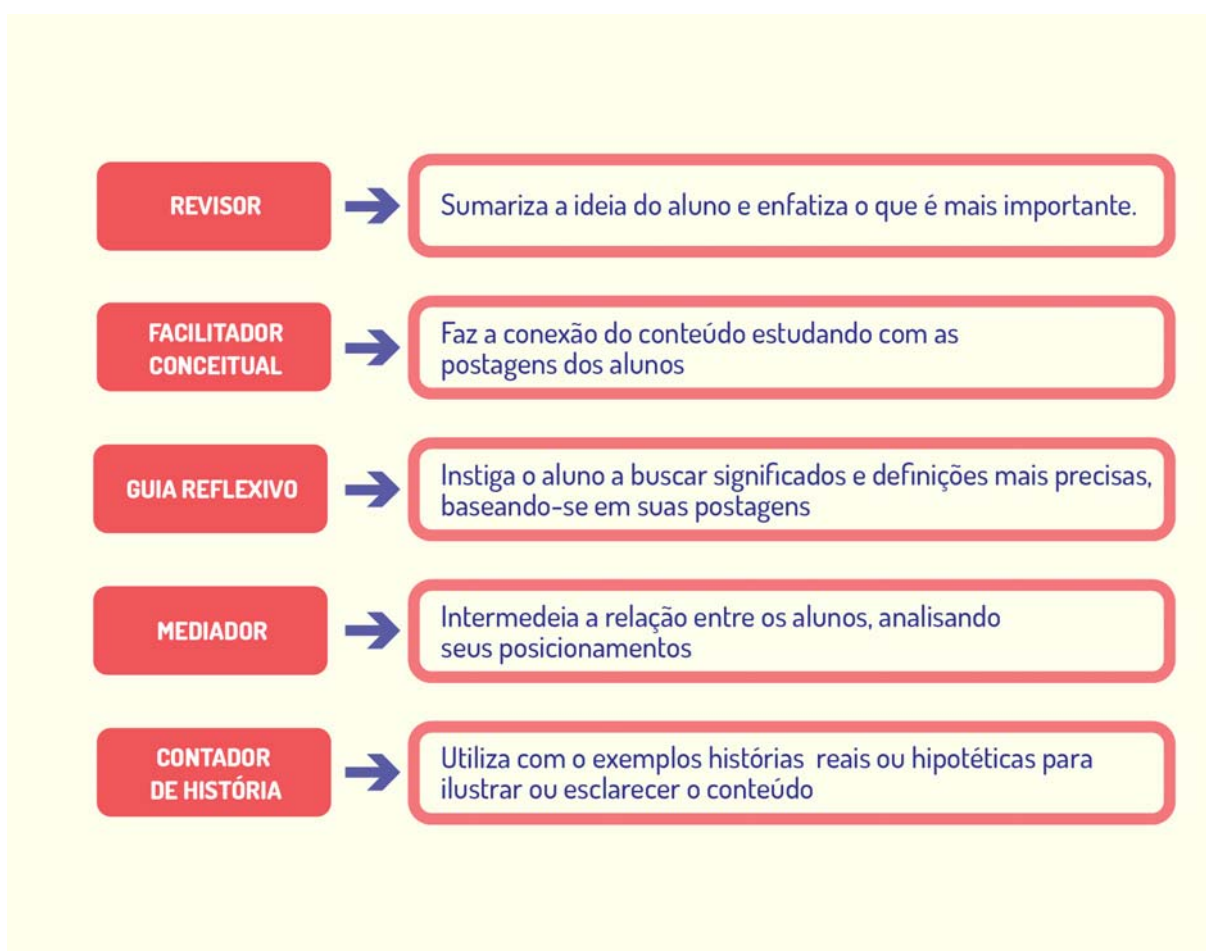 REVISOR
Sumariza a ideia do aluno e enfatiza o que é mais importante.
FACILITADOR
CONCEITUAL
Faz a conexão do conteúdo estudando com as
postagens dos alunos
GUIA REFLEXIVO
Instiga o aluno a buscar significados e definições mais precisas,
baseando-se em suas postagens
MEDIADOR
Intermedeia a relação entre os alunos, analisando
seus posicionamentos
CONTADOR
DE HISTÓRIA
Utiliza com o exemplos histórias reais ou hipotéticas para
ilustrar ou esclarecer o conteúdo